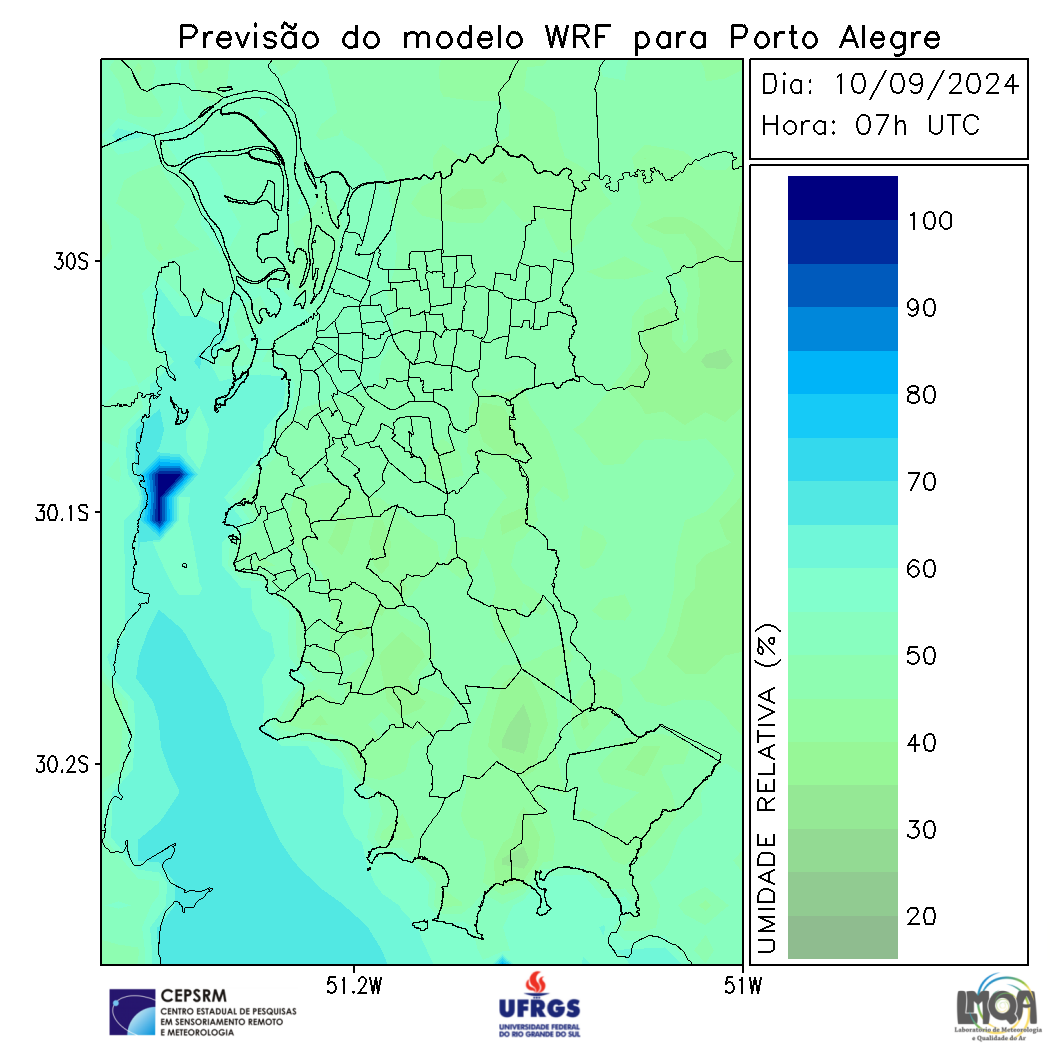 Previsão do modelo WRF para Porto Alegre
Dia: 10/09/2024
Hora: 07h UTC
100
90
80
70
60
50
40
30
20
UMIDADE RELATIVA (%)
30S
30.1S
30.2S
51.2W
51W
CEPSRM
CENTRO ESTADUAL DE PESQUISAS
EM SENSORIAMENTO REMOTO
E METEOROLOGIA
UFRGS
UNIVERSIDADE FEDERAL
DO RIO GRANDE DO SUL
LMQA
Laboratório de Meteorologia
e Qualidade do Ar